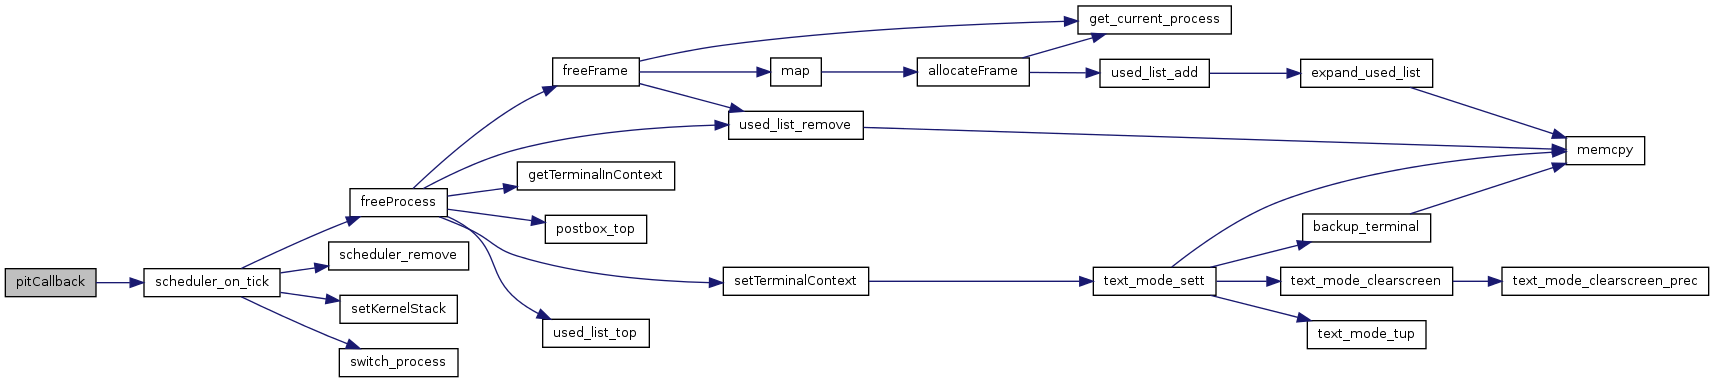 pitCallback
scheduler_on_tick
freeProcess
scheduler_remove
setKernelStack
switch_process
freeFrame
getTerminalInContext
postbox_top
used_list_top
map
used_list_remove
setTerminalContext
allocateFrame
get_current_process
used_list_add
text_mode_sett
expand_used_list
backup_terminal
text_mode_clearscreen
text_mode_tup
memcpy
text_mode_clearscreen_prec